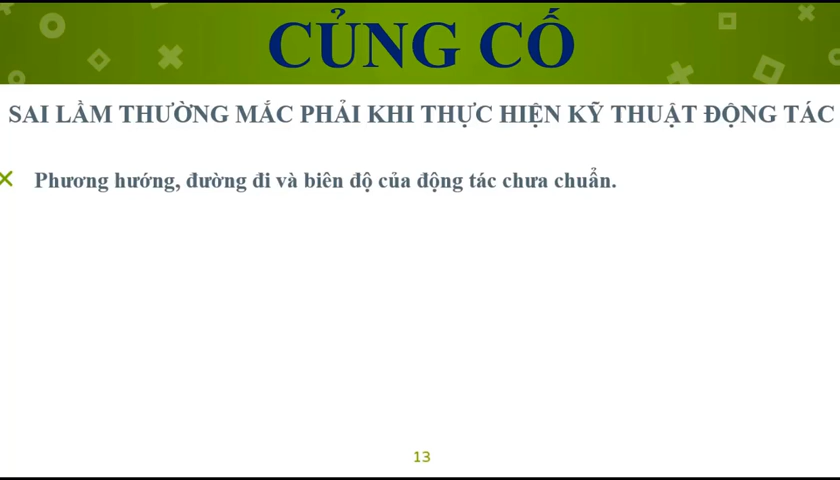 CỦNG CỐ
SAI LẦM THƯỜNG MẮC PHẢI KHI THỰC HIỆN KỸ THUẬT ĐỘNG TÁC
Phương hướng, đường đi và biên độ của động tác chưa chuẩn.
13